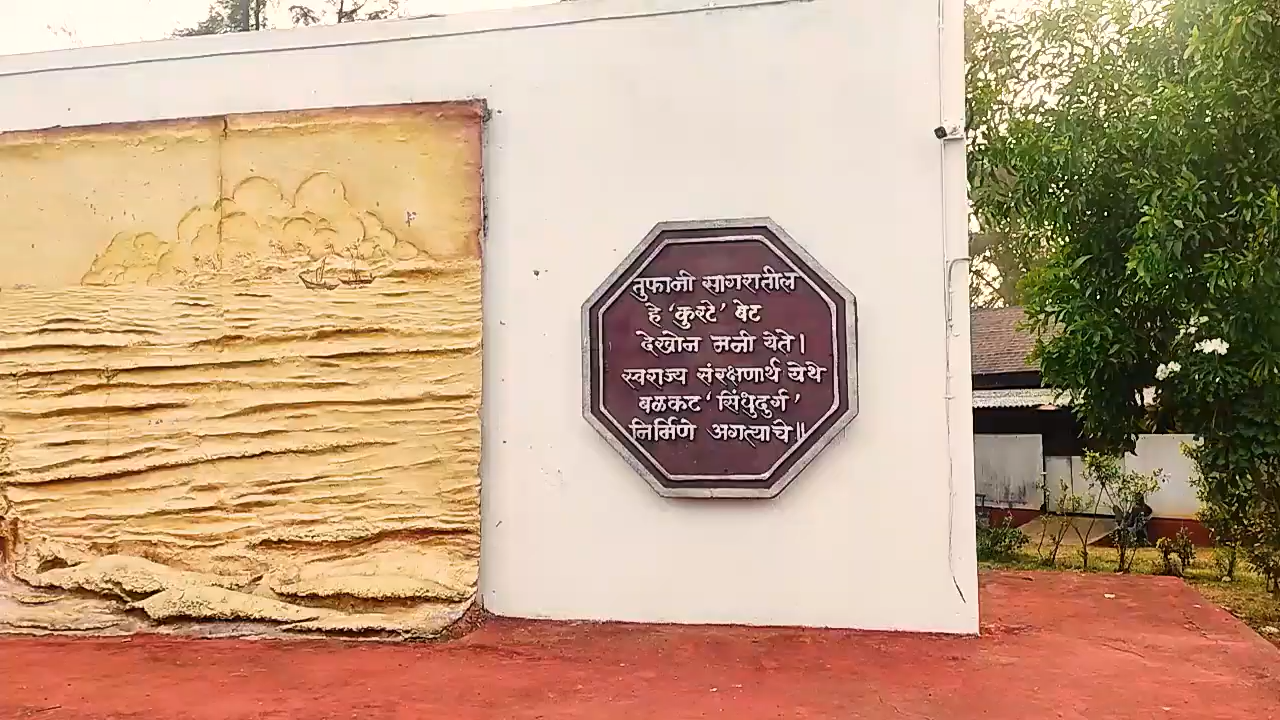 तुफानी सागरातील
हे ‘कुरटे’ बेट
देखोन मनी येते।
स्वराज्य संरक्षणार्थ येथे
बळकट ‘सिंधुदुर्ग’
निर्मिणे अगत्याचे॥